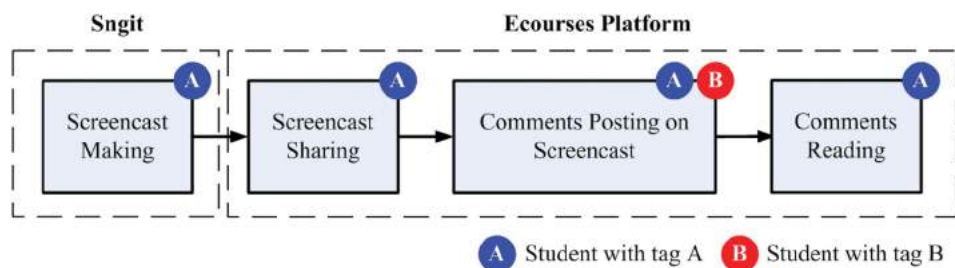 Sngit
Ecourses Platform
A
A
A
B
A
Screencast
Making
Screencast
Sharing
Comments Posting on
Screencast
Comments
Reading
A Student with tag A
B Student with tag B